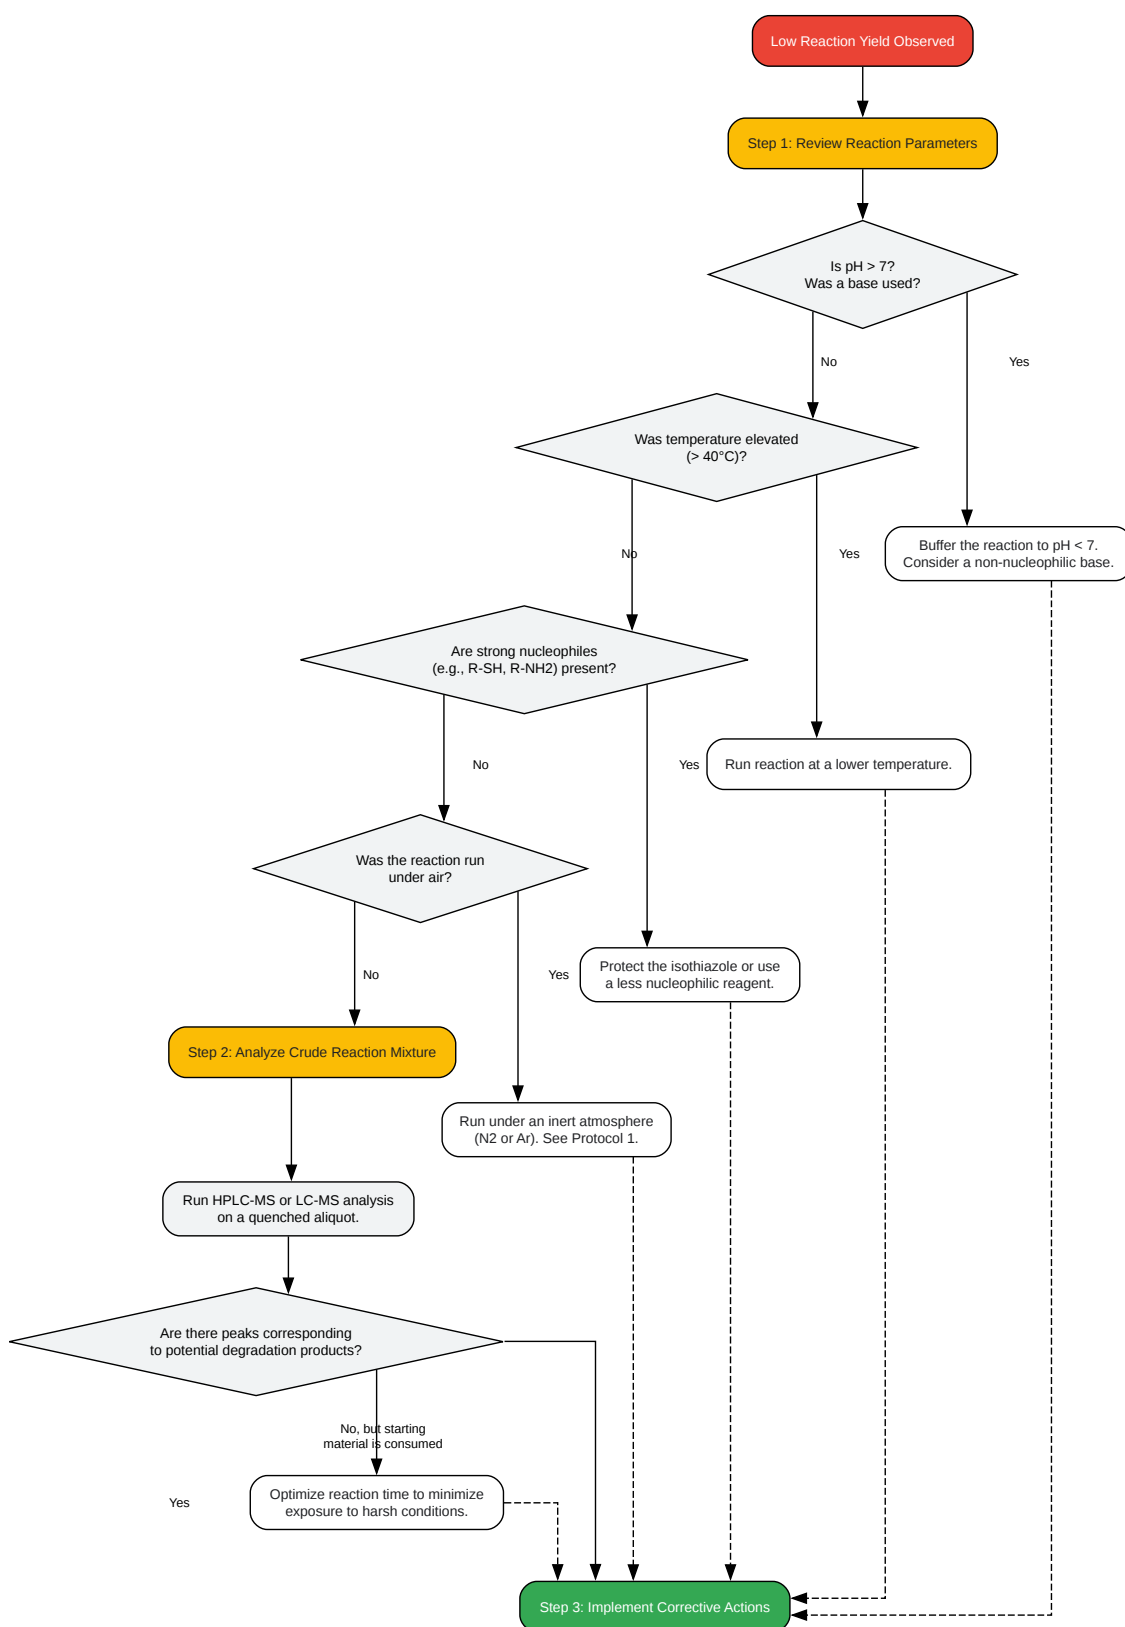 Low Reaction Yield Observed
Step 1: Review Reaction Parameters
Is pH > 7?
Was a base used?
No
Yes
Was temperature elevated
(> 40°C)?
No
Yes
Buffer the reaction to pH < 7.
Consider a non-nucleophilic base.
Are strong nucleophiles
(e.g., R-SH, R-NH2) present?
No
Yes
Run reaction at a lower temperature.
Was the reaction run
under air?
No
Yes
Protect the isothiazole or use
a less nucleophilic reagent.
Step 2: Analyze Crude Reaction Mixture
Run under an inert atmosphere
(N2 or Ar). See Protocol 1.
Run HPLC-MS or LC-MS analysis
on a quenched aliquot.
Are there peaks corresponding
to potential degradation products?
No, but starting
material is consumed
Yes
Optimize reaction time to minimize
exposure to harsh conditions.
Step 3: Implement Corrective Actions